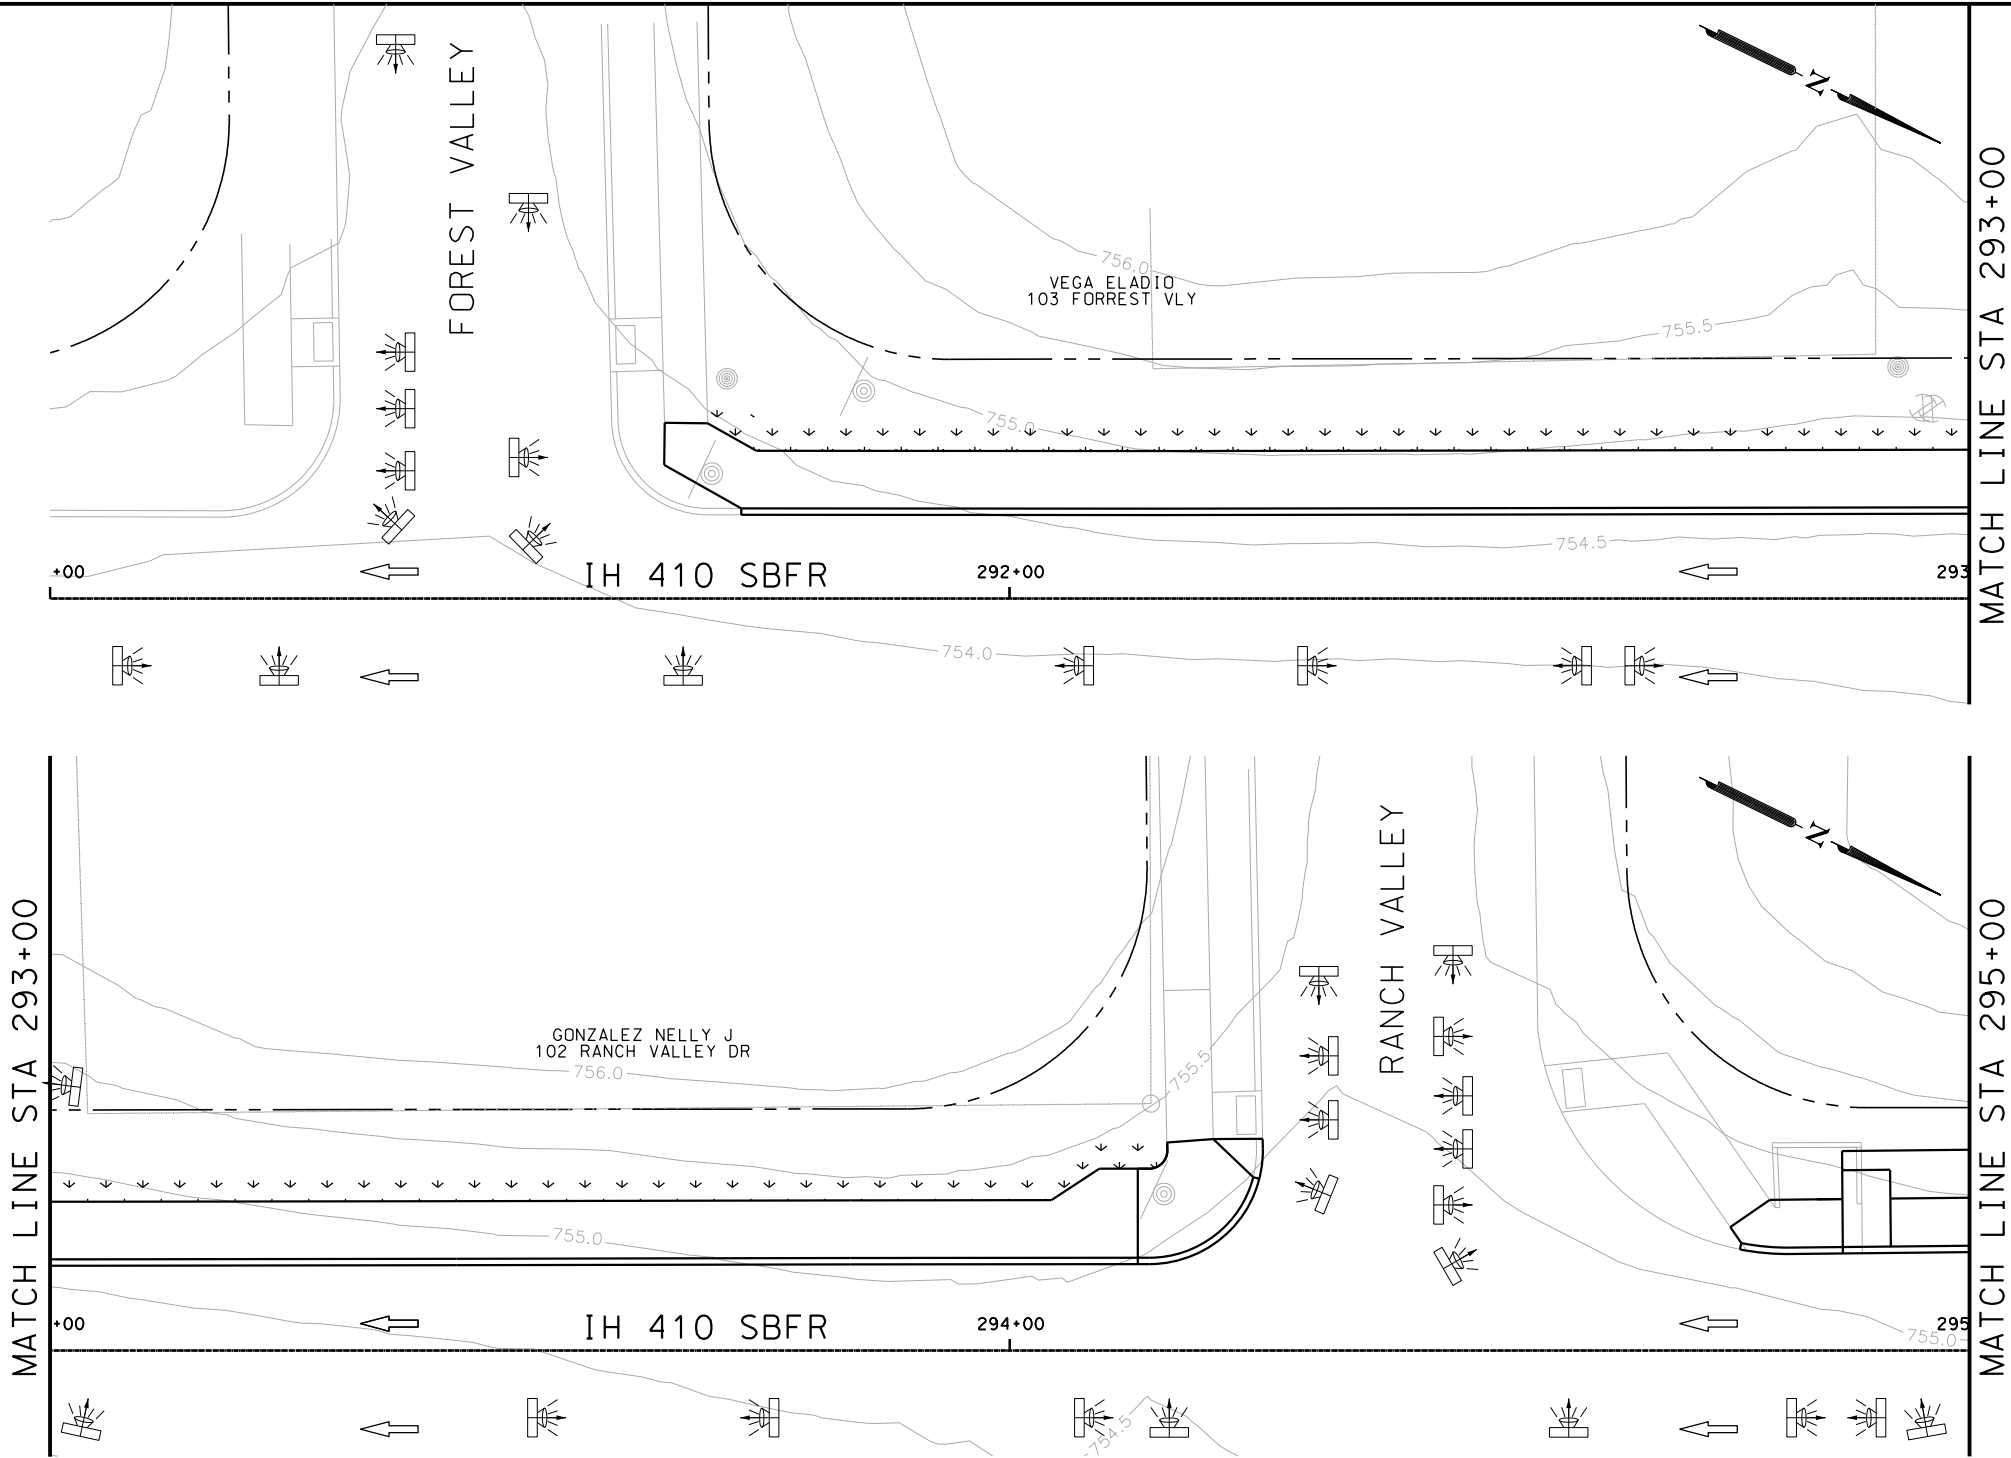 FOREST VALLEY
N
MATCH LINE STA 293+00
756.0
VEGA ELADIO
103 FORREST VLY
755.5
755.0
754.5
+00
IH 410 SBFR
292+00
293
754.0
MATCH LINE STA 293+00
RANCH VALLEY
N
MATCH LINE STA 295+00
GONZALEZ NELLY J
102 RANCH VALLEY DR
756.0
755.5
755.0
+00
IH 410 SBFR
294+00
295
755.0
754.5